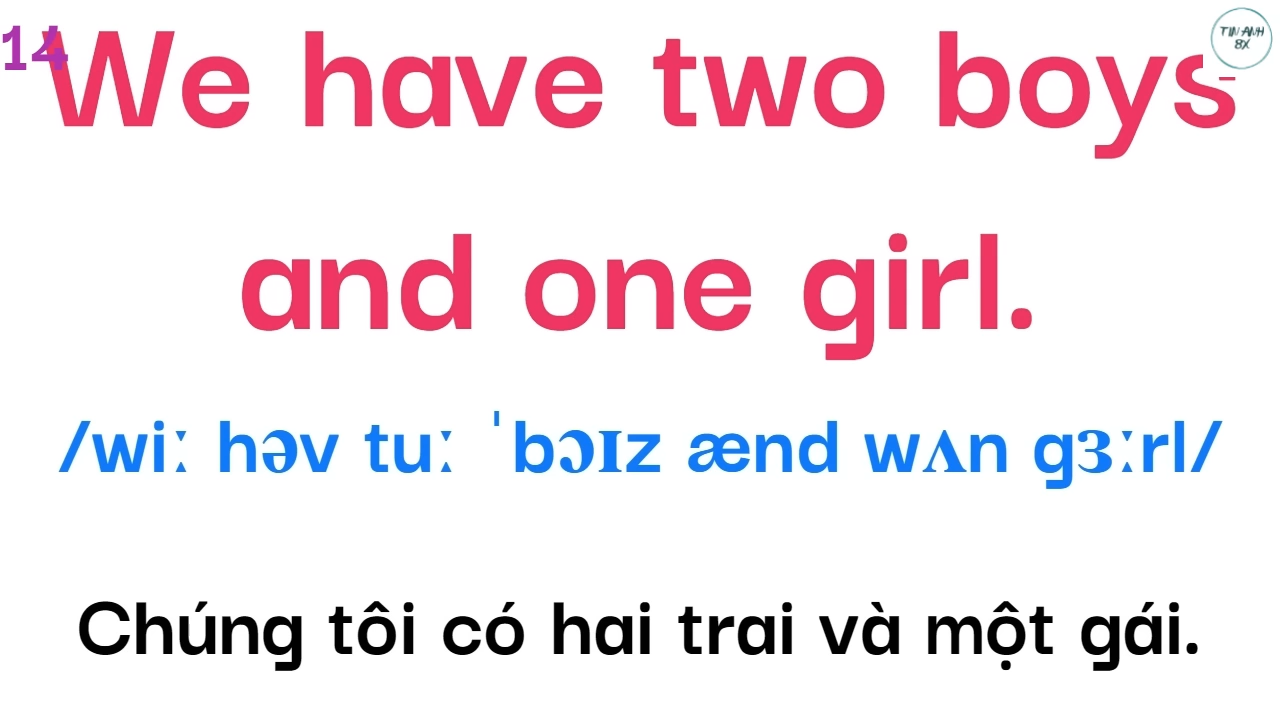 14
TIN ANH
8X
We have two boys
and one girl.
/wiː həv tuː ˈbɔɪz ænd wʌn gɜːrl/
Chúng tôi có hai trai và một gái.